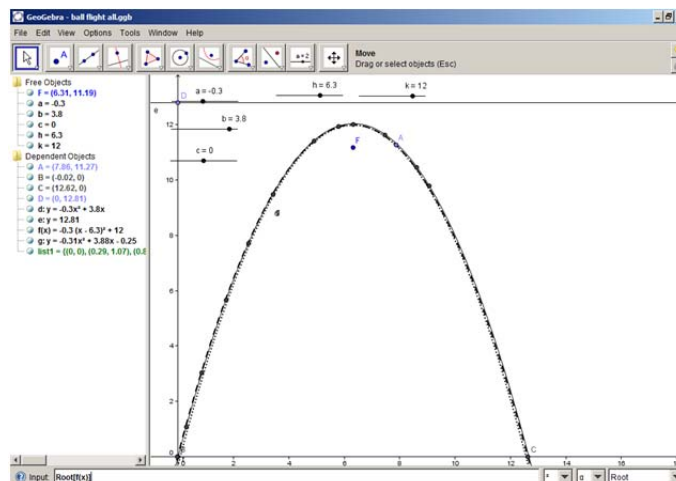 GeoGebra - ball flight all.ggb
File Edit View Options Tools Window Help
A
a=2
Move
Drag or select objects (Esc)
Free Objects
F = (6.31, 11.19)
a = -0.3
b = 3.8
c = 0
h = 6.3
k = 12
Dependent Objects
A = (7.86, 11.27)
B = (-0.02, 0)
C = (12.62, 0)
D = (0, 12.81)
d: y = -0.3x² + 3.8x
e: y = 12.81
f(x) = -0.3 (x - 6.3)² + 12
g: y = -0.31x² + 3.88x - 0.25
list1 = {(0, 0), (0.29, 1.07), (0.8
D
a = -0.3
h = 6.3
k = 12
e
b = 3.8
c = 0
12
10
8
6
4
2
0
A
F
C
0 2 4 6 8 10 12 14 16
Input: Root[f(x)]
²
α
Root